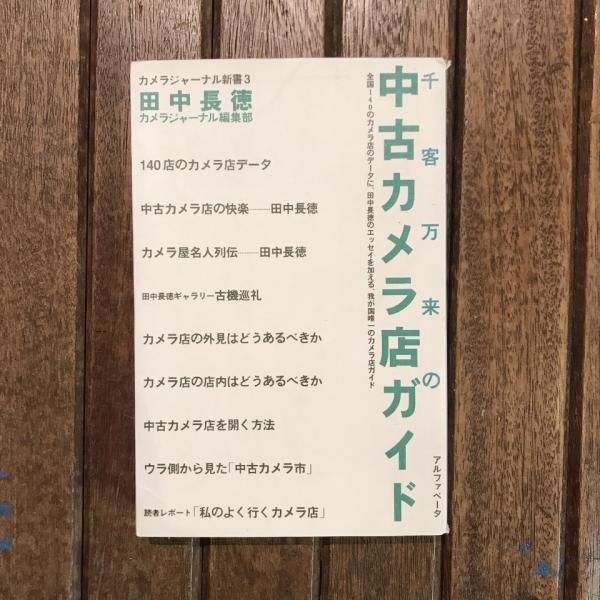 千客万来の
中古カメラ店ガイド
全国140のカメラ店のデータに、田中長徳のエッセイを加える、我が国唯一のカメラ店ガイド
アルファベータ
カメラジャーナル新書3
田中長徳
カメラジャーナル編集部
140店のカメラ店データ
中古カメラ店の快楽――田中長徳
カメラ屋名人列伝――田中長徳
田中長徳ギャラリー古機巡礼
カメラ店の外見はどうあるべきか
カメラ店の店内はどうあるべきか
中古カメラ店を開く方法
ウラ側から見た「中古カメラ市」
読者レポート「私のよく行くカメラ店」